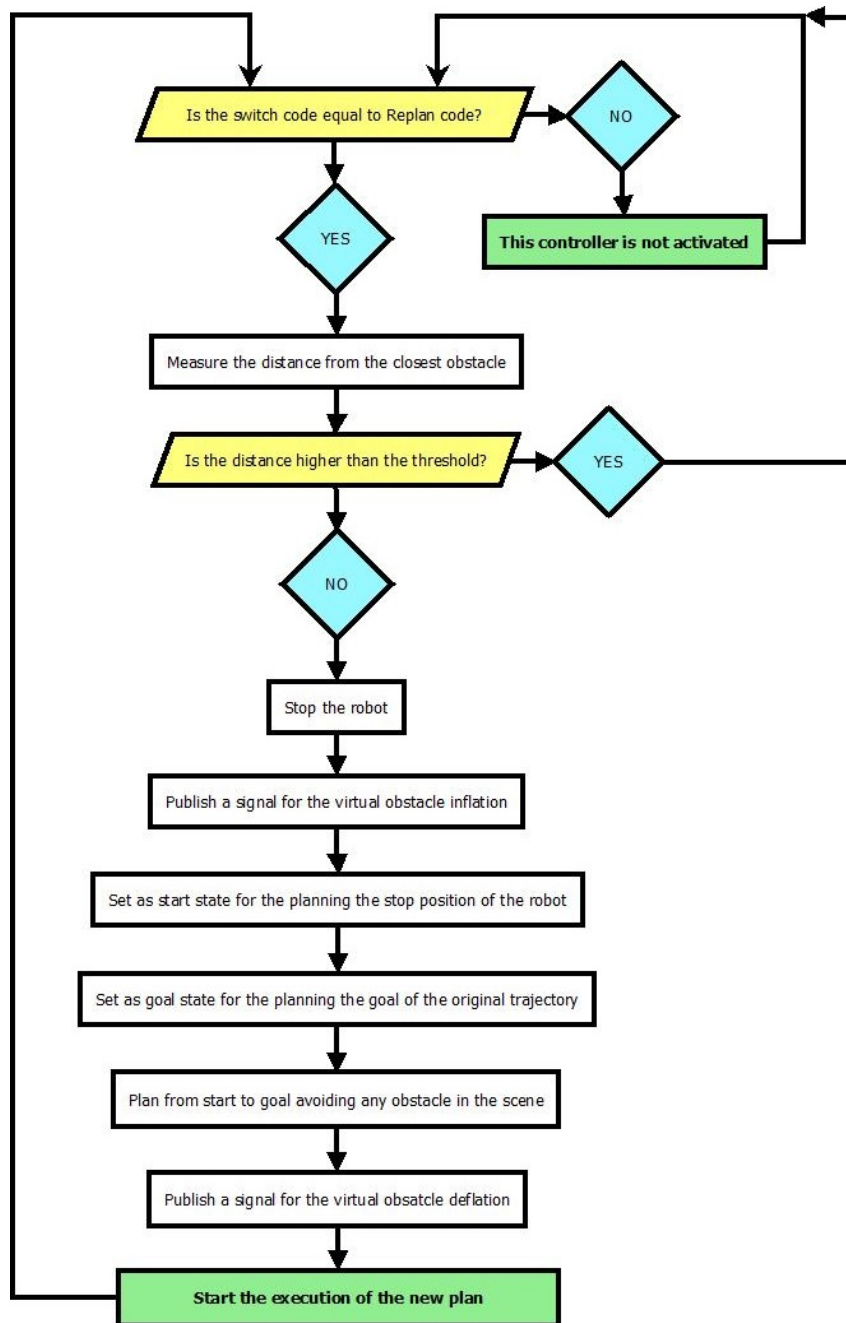 Is the switch code equal to Replan code?
NO
YES
This controller is not activated
Measure the distance from the closest obstacle
Is the distance higher than the threshold?
YES
NO
Stop the robot
Publish a signal for the virtual obstacle inflation
Set as start state for the planning the stop position of the robot
Set as goal state for the planning the goal of the original trajectory
Plan from start to goal avoiding any obstacle in the scene
Publish a signal for the virtual obsatcle deflation
Start the execution of the new plan